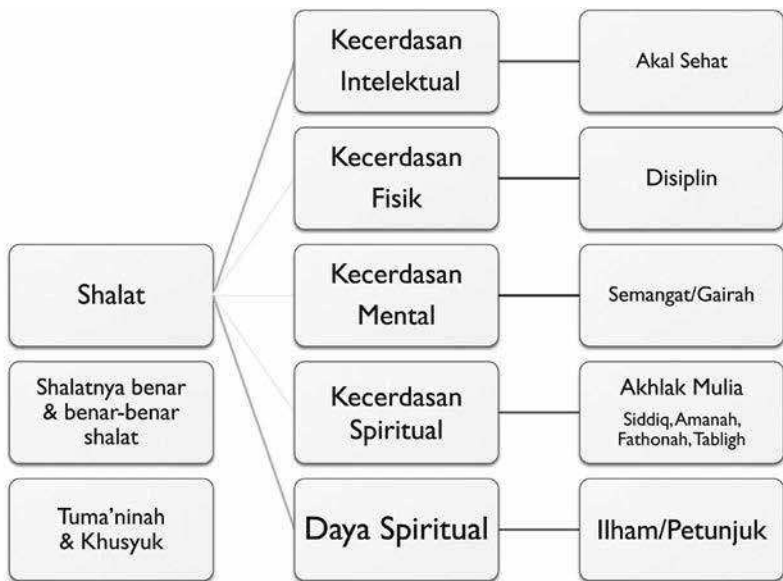 Kecerdasan
Intelektual
Akal Sehat
Kecerdasan
Fisik
Disiplin
Shalat
Kecerdasan
Mental
Semangat/Gairah
Shalatnya benar
& benar-benar
shalat
Kecerdasan
Spiritual
Akhlak Mulia
Siddiq, Amanah,
Fathonah, Tabligh
Tuma'ninah
& Khusyuk
Daya Spiritual
Ilham/Petunjuk